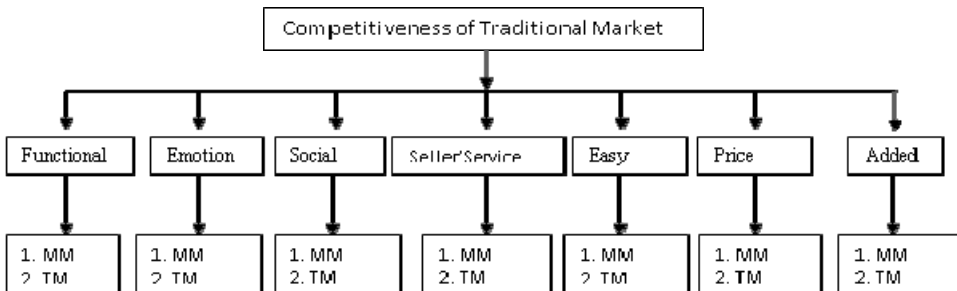 Competitiveness of Traditional Market
Functional
Emotion
Social
Seller'Service
Easy
Price
Added
1. MM
2. TM
1. MM
2. TM
1. MM
2. TM
1. MM
2. TM
1. MM
2. TM
1. MM
2. TM
1. MM
2. TM